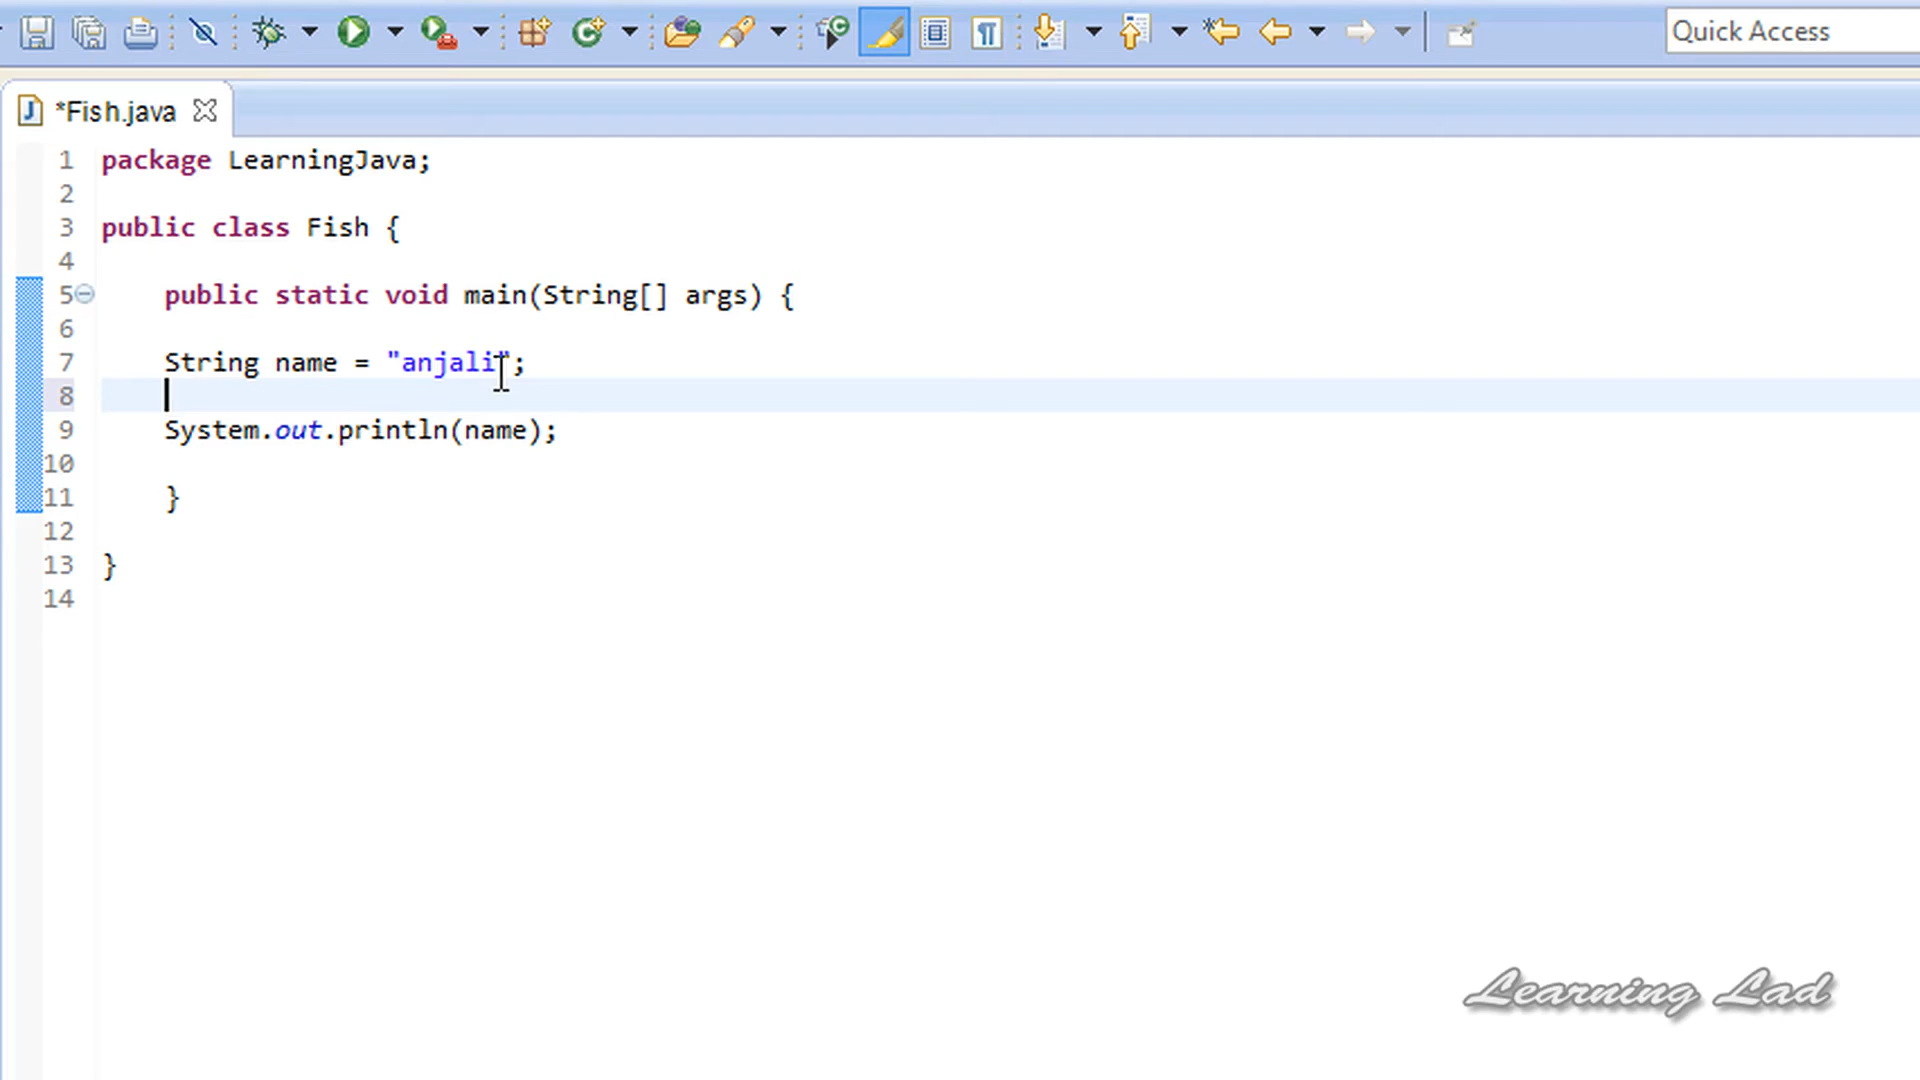 Quick Access
*Fish.java
1 package LearningJava;
2
3 public class Fish {
4
5 public static void main(String[] args) {
6
7 String name = "anjali";
8
9 System.out.println(name);
10
11 }
12
13 }
14
Learning Lad